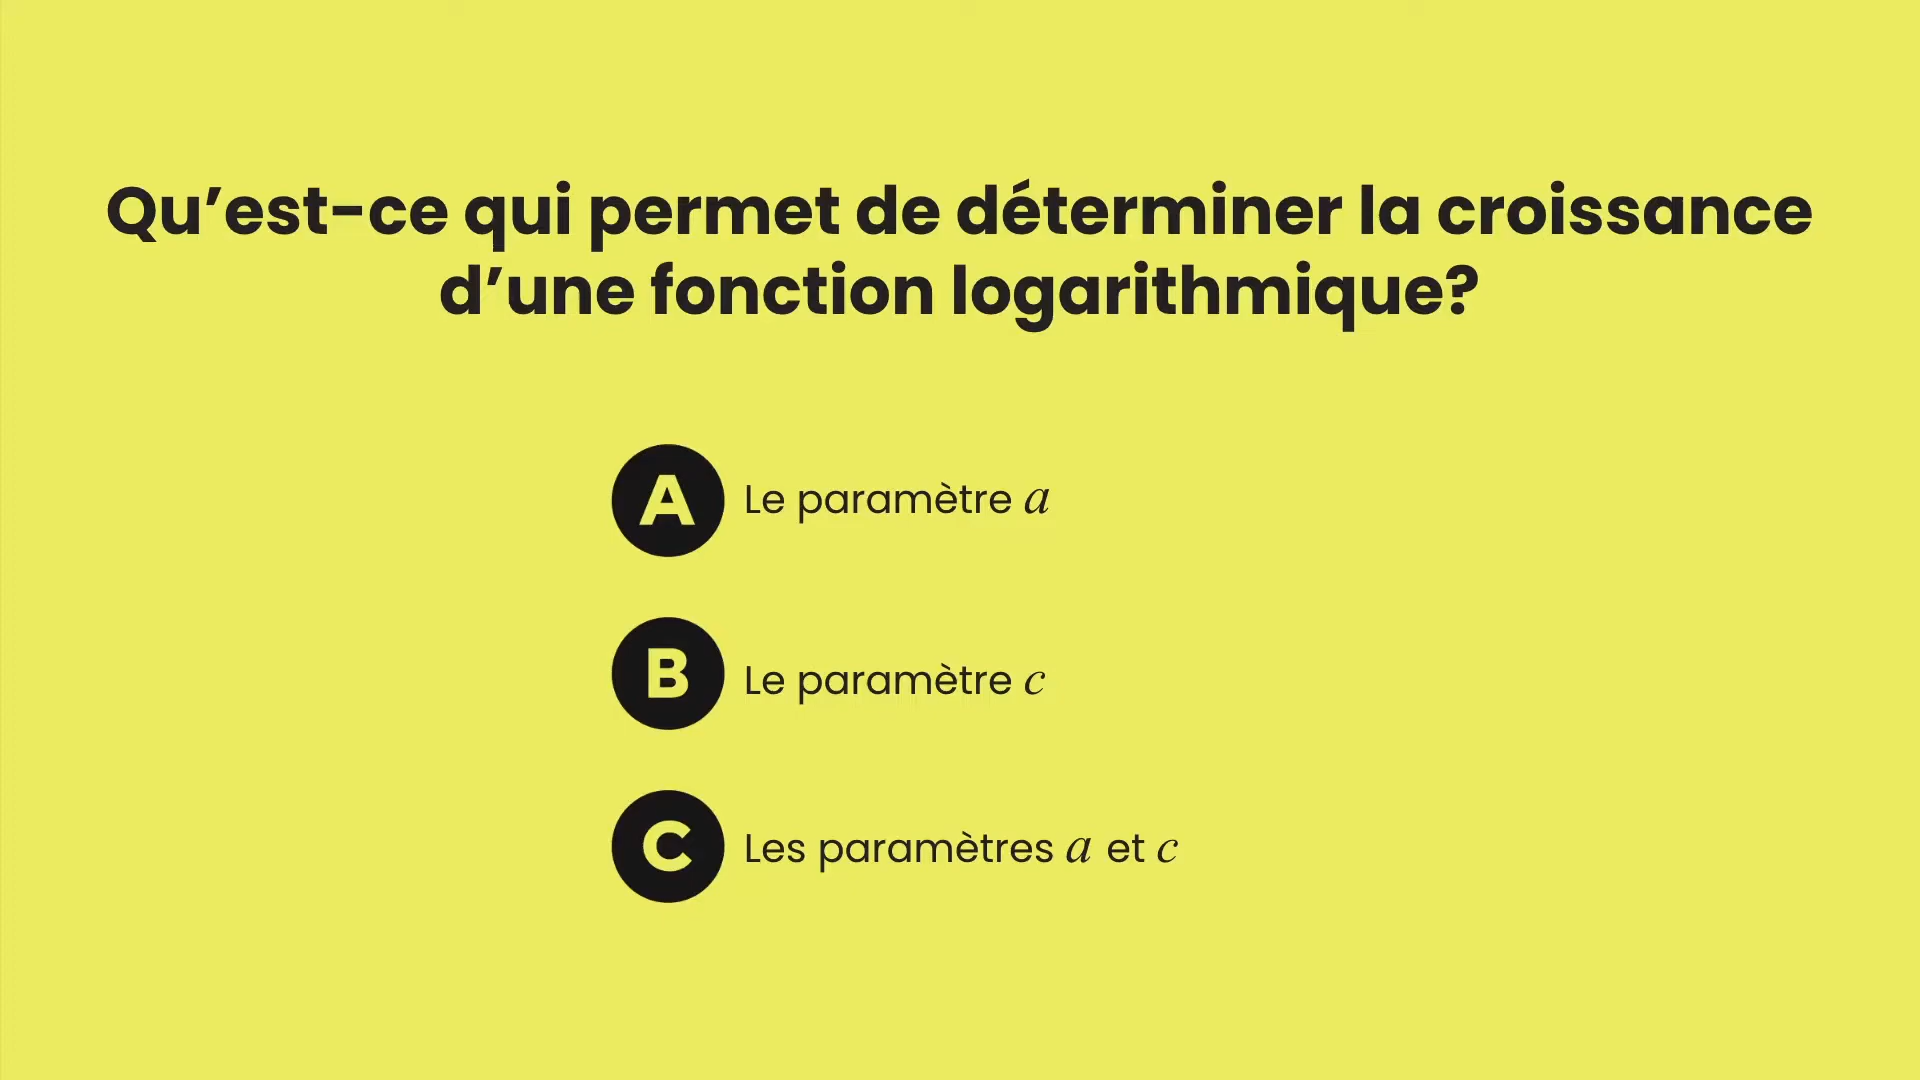 Qu’est-ce qui permet de déterminer la croissance
d’une fonction logarithmique?
A Le paramètre a
B Le paramètre c
C Les paramètres a et c